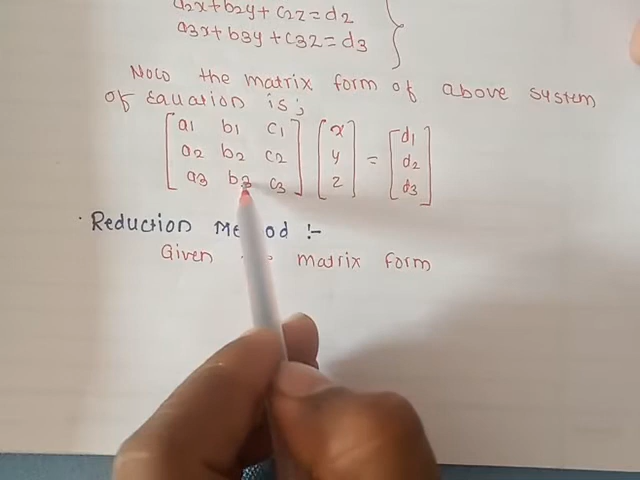 a2x+b2y+c2z=d2
a3x+b3y+c3z=d3
Now the matrix form of above system
of Equation is;
[a1 b1 c1] [x] [d1]
[a2 b2 c2] [y] = [d2]
[a3 b3 c3] [z] [d3]
· Reduction :-
Given matrix form